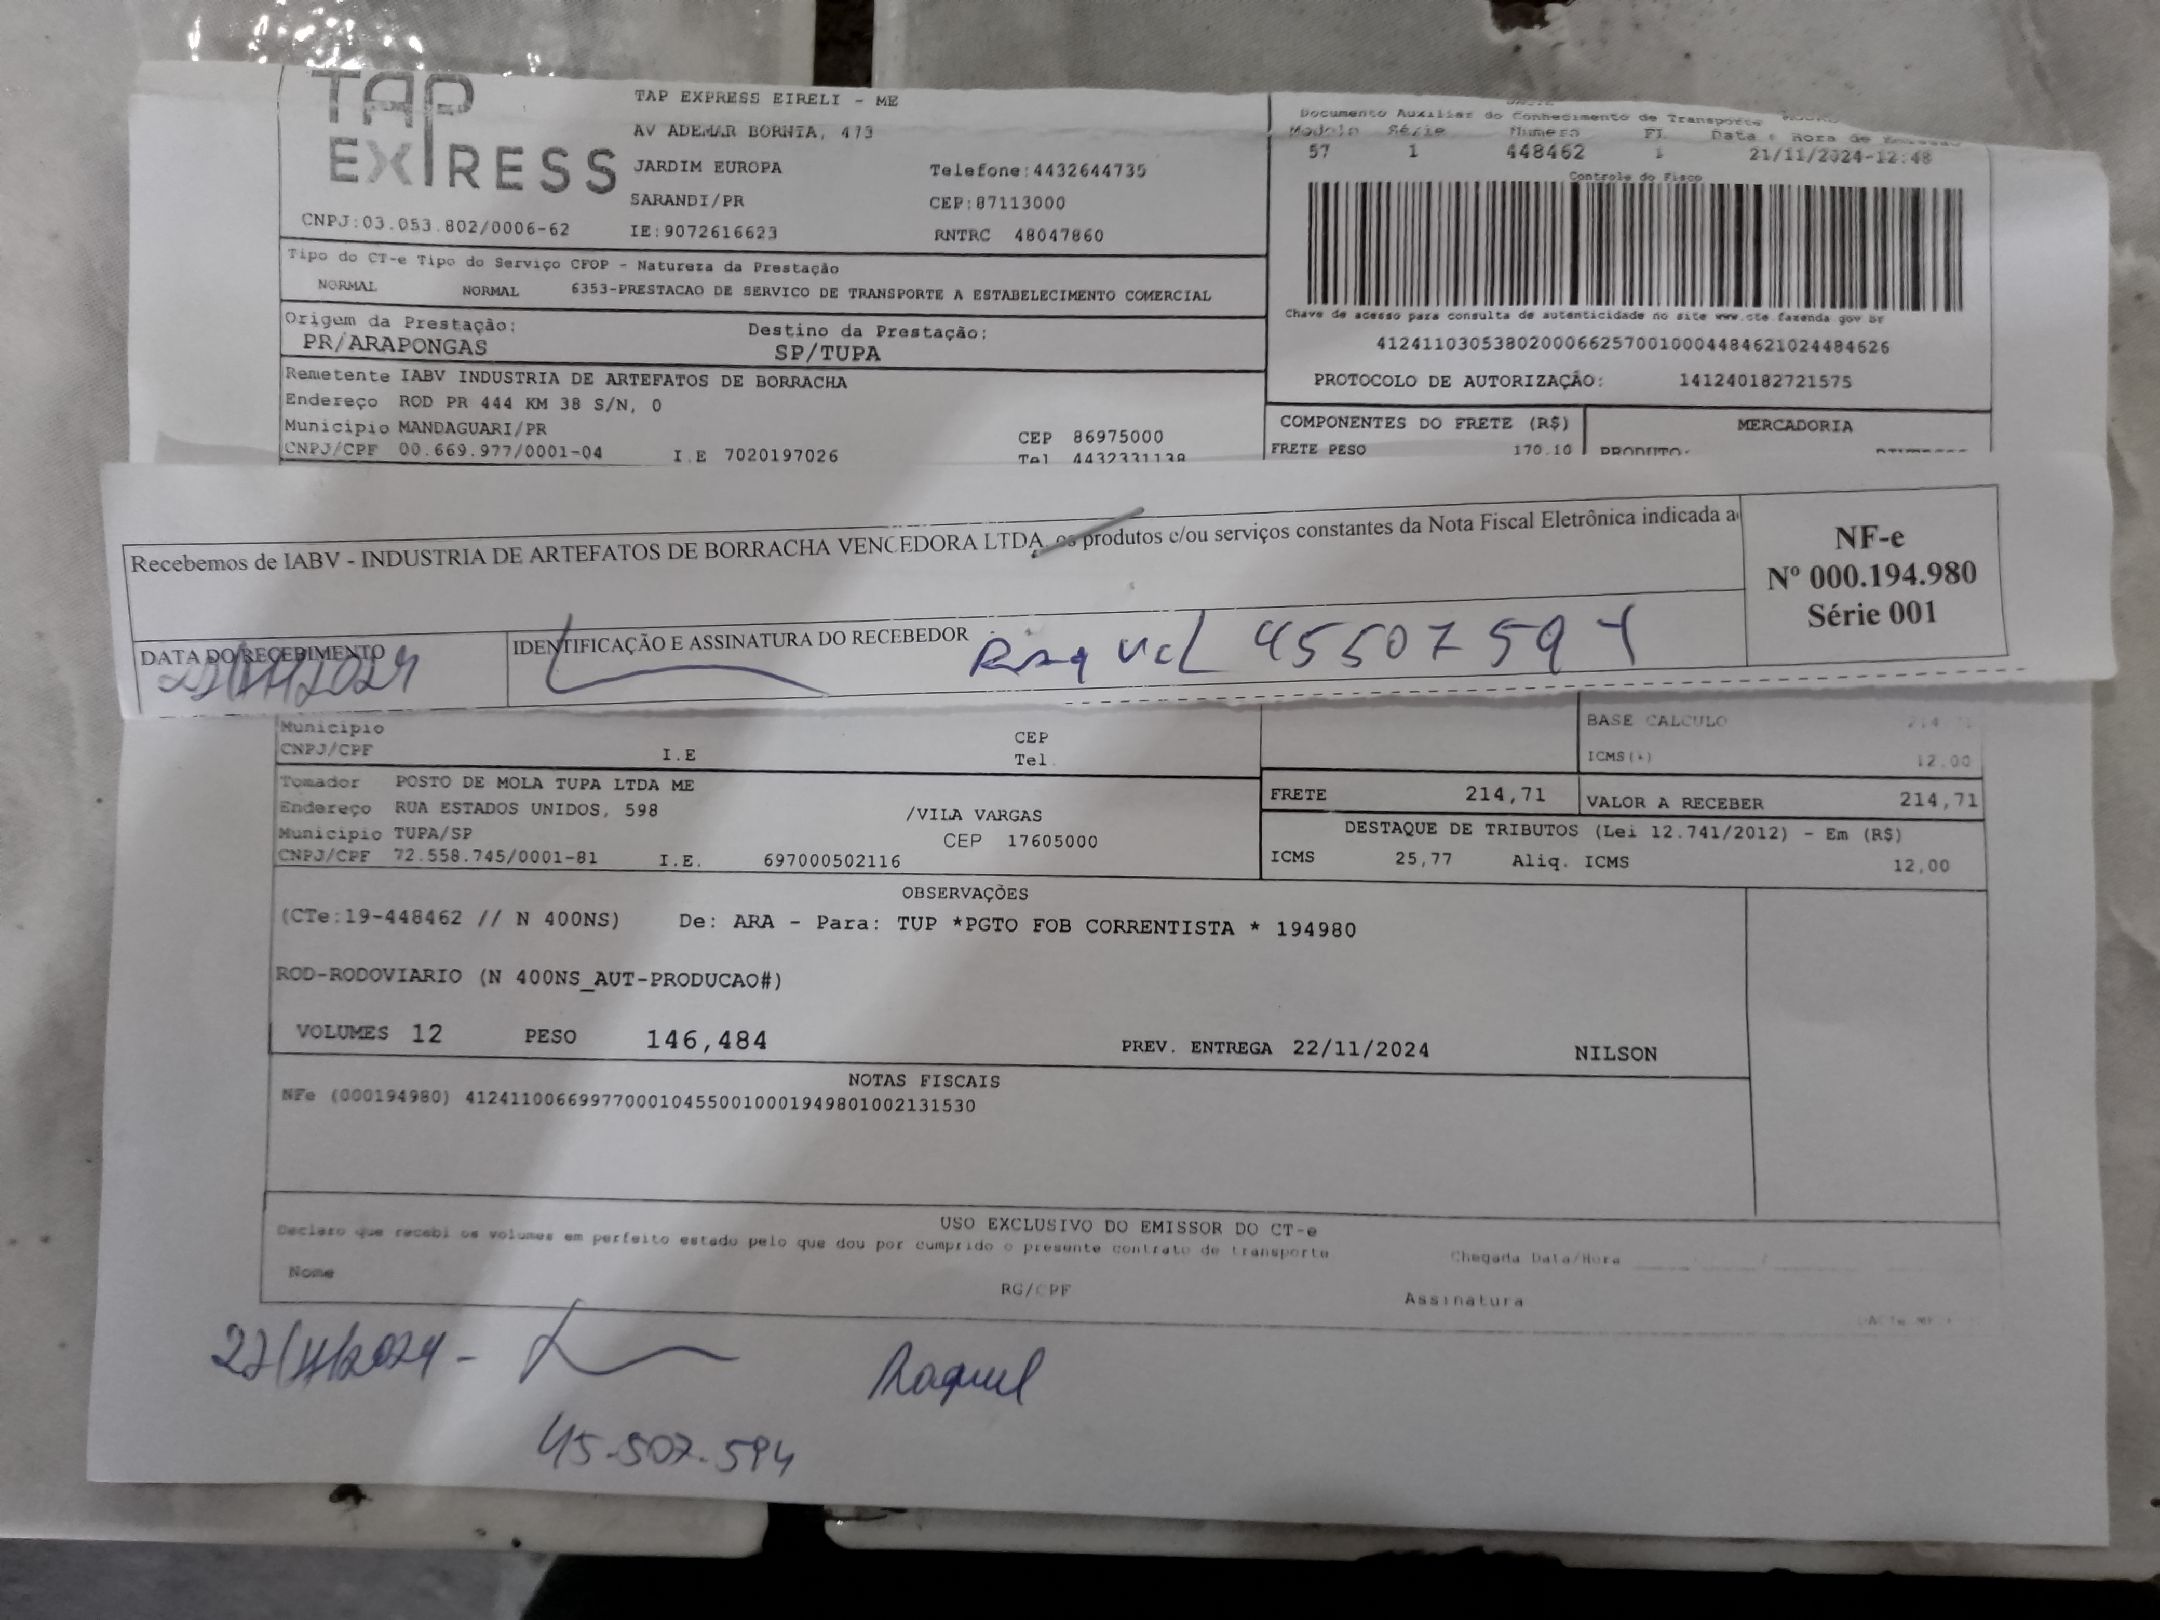 TAP EXPRESS
TAP EXPRESS EIRELI - ME
AV ADEMAR BORNIA, 473
JARDIM EUROPA Telefone:4432644735
SARANDI/PR CEP:87113000
CNPJ:03.053.802/0006-62 IE:9072616623 RNTRC 48047860
Documento Auxiliar do Conhecimento de Transporte
Modelo Série Numero FL Data e Hora de
57 1 448462 1 21/11/2024-12:48
Controle do Fisco
Chave de acesso para consulta de autenticidade no site www.cte.fazenda gov br
41241103053802000662570010004484621024484626
PROTOCOLO DE AUTORIZAÇÃO: 141240182721575
Tipo do CT-e Tipo do Serviço CFOP - Natureza da Prestação
NORMAL NORMAL 6353-PRESTACAO DE SERVICO DE TRANSPORTE A ESTABELECIMENTO COMERCIAL
Origem da Prestação: Destino da Prestação:
PR/ARAPONGAS SP/TUPA
Remetente IABV INDUSTRIA DE ARTEFATOS DE BORRACHA
Endereço ROD PR 444 KM 38 S/N, 0
Municipio MANDAGUARI/PR CEP 86975000
CNPJ/CPF 00.669.977/0001-04 I.E 7020197026 Tel 4432331138
COMPONENTES DO FRETE (R$) MERCADORIA
FRETE PESO 170.10 PRODUTO:
Recebemos de IABV - INDUSTRIA DE ARTEFATOS DE BORRACHA VENCEDORA LTDA, os produtos e/ou serviços constantes da Nota Fiscal Eletrônica indicada a
NF-e
Nº 000.194.980
Série 001
DATA DO RECEBIMENTO IDENTIFICAÇÃO E ASSINATURA DO RECEBEDOR
22/11/2024 Raquel 45507594
Municipio CEP
CNPJ/CPF I.E Tel.
BASE CALCULO 214.71
ICMS(+) 12.00
Tomador POSTO DE MOLA TUPA LTDA ME
Endereço RUA ESTADOS UNIDOS, 598 /VILA VARGAS
Municipio TUPA/SP CEP 17605000
CNPJ/CPF 72.558.745/0001-81 I.E. 697000502116
FRETE 214,71 VALOR A RECEBER 214,71
DESTAQUE DE TRIBUTOS (Lei 12.741/2012) - Em (R$)
ICMS 25,77 Aliq. ICMS 12,00
OBSERVAÇÕES
(CTe:19-448462 // N 400NS) De: ARA - Para: TUP *PGTO FOB CORRENTISTA * 194980
ROD-RODOVIARIO (N 400NS_AUT-PRODUCAO#)
VOLUMES 12 PESO 146,484 PREV. ENTREGA 22/11/2024 NILSON
NOTAS FISCAIS
NFe (000194980) 41241100669977000104550010001949801002131530
USO EXCLUSIVO DO EMISSOR DO CT-e
Declaro que recebi os volumes em perfeito estado pelo que dou por cumprido o presente contrato de transporte
Chegada Data/Hora
Nome RG/CPF Assinatura
22/11/2024 - Raquel
45.507.594